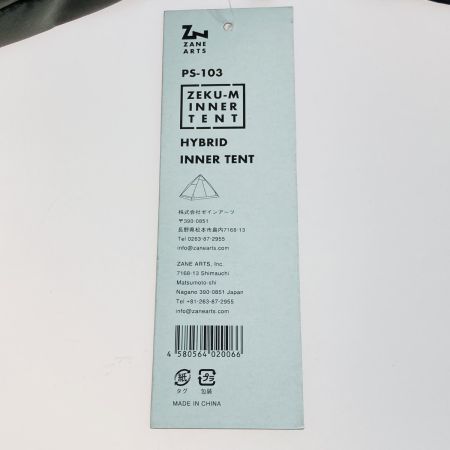 ZN
ZANE
ARTS
PS-103
ZEKU-M
INNER
TENT
HYBRID
INNER TENT
株式会社ゼインアーツ
〒390-0851
長野県松本市島内7168-13
Tel 0263-87-2955
info@zanearts.com
ZANE ARTS, Inc.
7168-13 Shimauchi
Matsumoto-shi
Nagano 390-0851 Japan
Tel +81-263-87-2955
info@zanearts.com
4 580564 020066
紙 プラ
タグ 包装
MADE IN CHINA